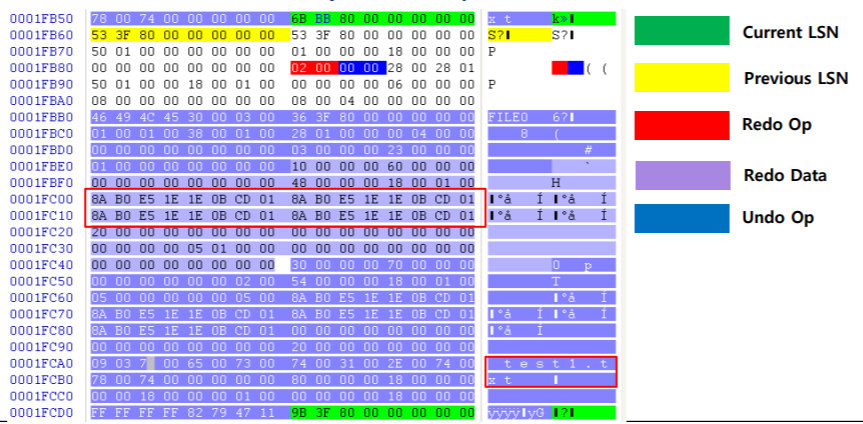 0001FB50 78 00 74 00 00 00 00 00 6B BB 80 00 00 00 00 00 x t k»
0001FB60 53 3F 80 00 00 00 00 00 53 3F 80 00 00 00 00 00 S? S?
0001FB70 50 01 00 00 00 00 00 00 01 00 00 00 18 00 00 00 P
0001FB80 00 00 00 00 00 00 00 00 02 00 00 00 28 00 28 01 ( (
0001FB90 50 01 00 00 18 00 01 00 00 00 00 00 06 00 00 00 P
0001FBA0 08 00 00 00 00 00 00 00 08 00 04 00 00 00 00 00
0001FBB0 46 49 4C 45 30 00 03 00 36 3F 80 00 00 00 00 00 FILE0 6?
0001FBC0 01 00 01 00 38 00 01 00 28 01 00 00 00 04 00 00 8 (
0001FBD0 00 00 00 00 00 00 00 00 03 00 00 00 23 00 00 00 #
0001FBE0 01 00 00 00 00 00 00 00 10 00 00 00 60 00 00 00 `
0001FBF0 00 00 00 00 00 00 00 00 48 00 00 00 18 00 01 00 H
0001FC00 8A B0 E5 1E 1E 0B CD 01 8A B0 E5 1E 1E 0B CD 01 °å Í °å Í
0001FC10 8A B0 E5 1E 1E 0B CD 01 8A B0 E5 1E 1E 0B CD 01 °å Í °å Í
0001FC20 20 00 00 00 00 00 00 00 00 00 00 00 00 00 00 00
0001FC30 00 00 00 00 05 01 00 00 00 00 00 00 00 00 00 00
0001FC40 00 00 00 00 00 00 00 00 30 00 00 00 70 00 00 00 0 p
0001FC50 00 00 00 00 00 00 02 00 54 00 00 00 18 00 01 00 T
0001FC60 05 00 00 00 00 00 05 00 8A B0 E5 1E 1E 0B CD 01 °å Í
0001FC70 8A B0 E5 1E 1E 0B CD 01 8A B0 E5 1E 1E 0B CD 01 °å Í °å Í
0001FC80 8A B0 E5 1E 1E 0B CD 01 00 00 00 00 00 00 00 00 °å Í
0001FC90 00 00 00 00 00 00 00 00 20 00 00 00 00 00 00 00
0001FCA0 09 03 7 00 65 00 73 00 74 00 31 00 2E 00 74 00 t e s t 1 . t
0001FCB0 78 00 74 00 00 00 00 00 80 00 00 00 18 00 00 00 x t
0001FCC0 00 00 18 00 00 00 01 00 00 00 00 00 18 00 00 00
0001FCD0 FF FF FF FF 82 79 47 11 9B 3F 80 00 00 00 00 00 ÿÿÿÿ yG ?
Current LSN
Previous LSN
Redo Op
Redo Data
Undo Op